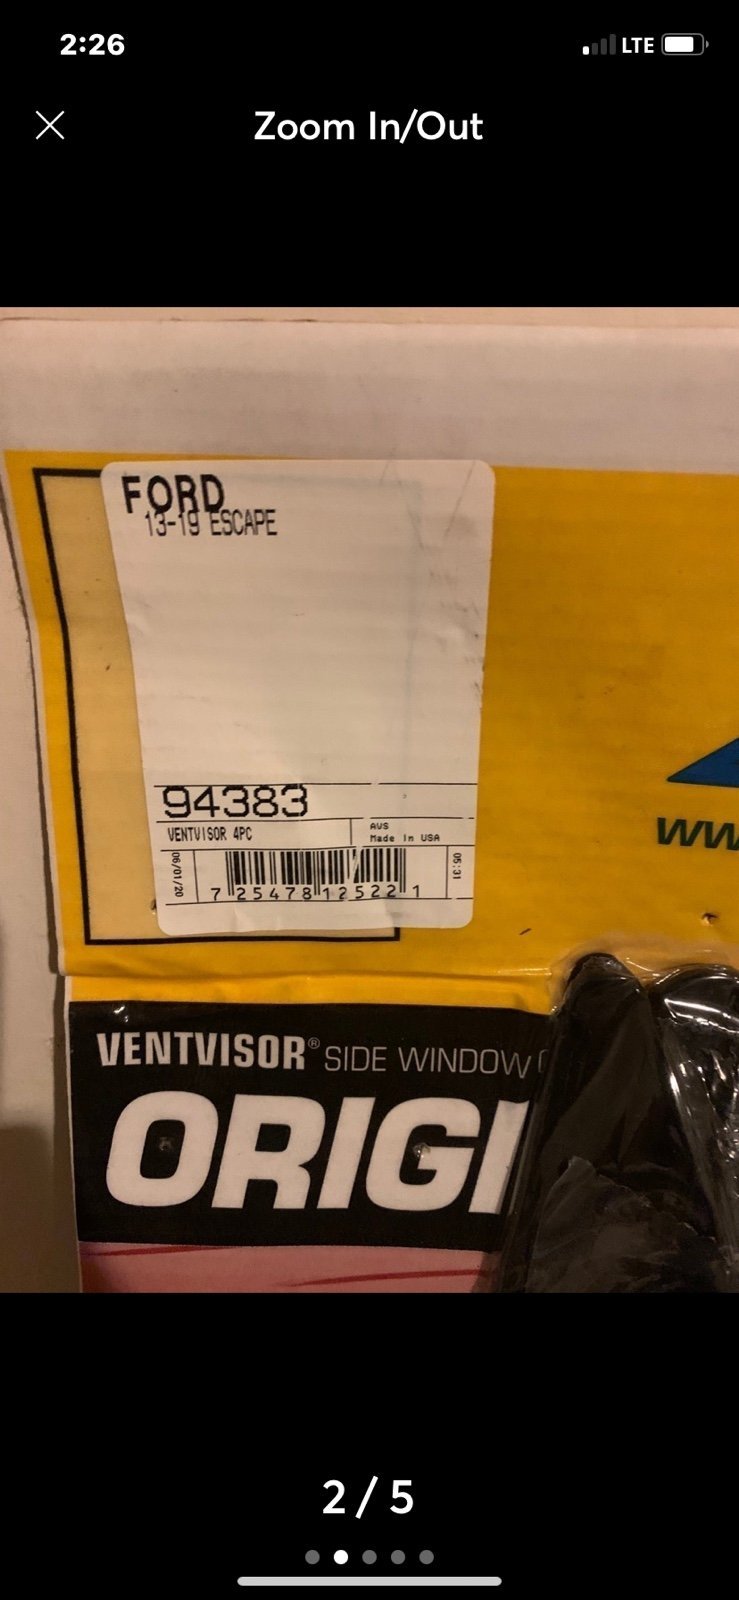 2:26
LTE
Zoom In/Out
FORD
13-19 ESCAPE
94383
VENTVISOR 4PC
AVS
Made In USA
06/01/20
05:31
7 25478 12522 1
WW
VENTVISOR® SIDE WINDOW
ORIGI
2 / 5